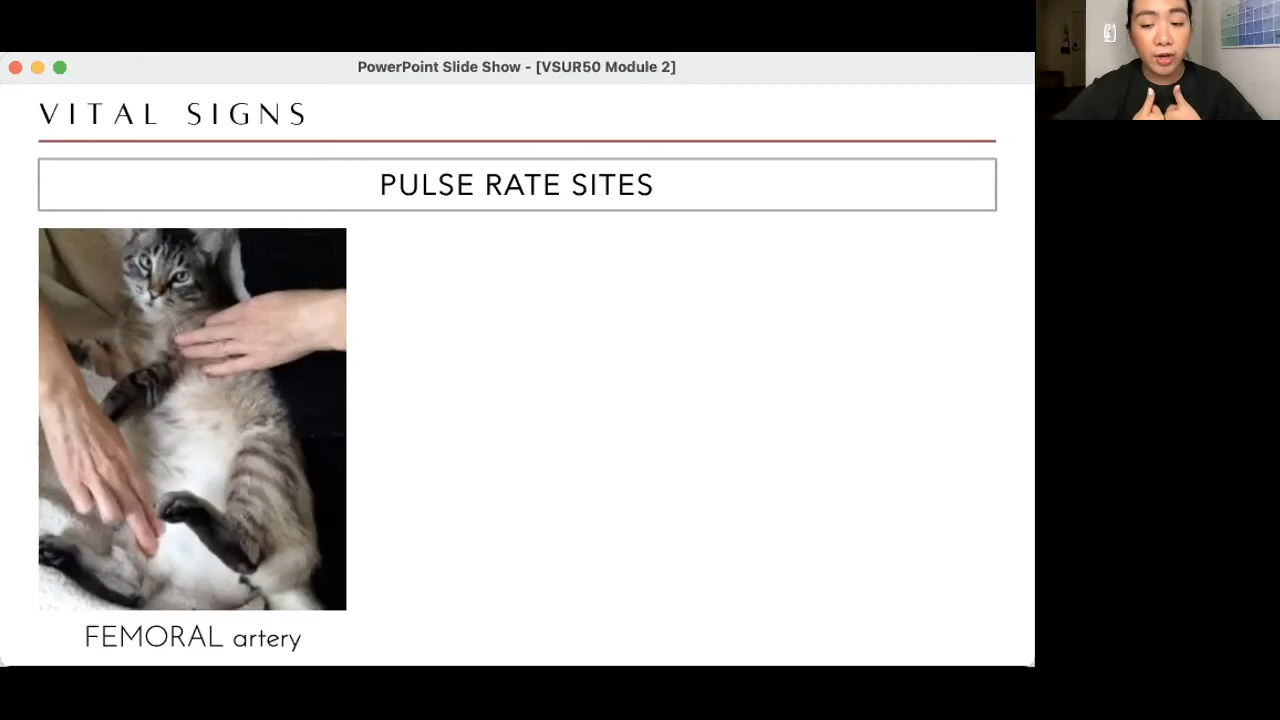 PowerPoint Slide Show - [VSUR50 Module 2]
VITAL SIGNS
PULSE RATE SITES
FEMORAL artery